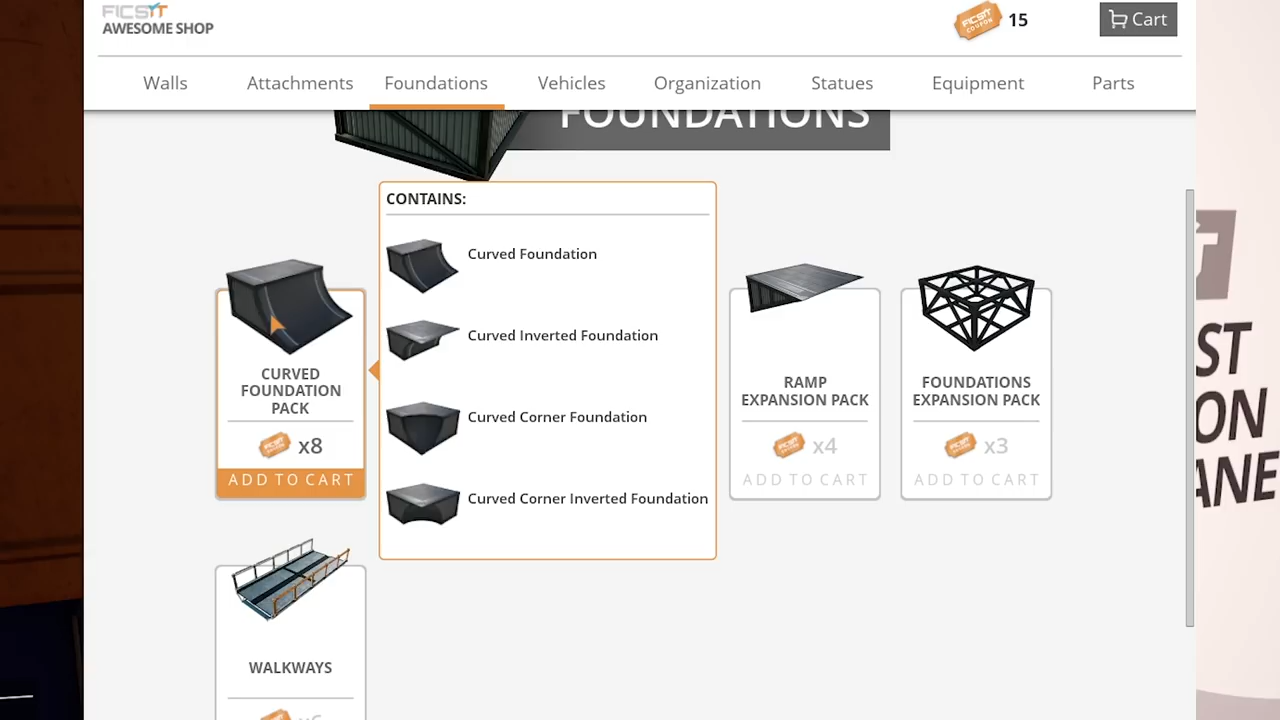 FICSIT
AWESOME SHOP
FICSIT
COUPON
15
Cart
Walls
Attachments
Foundations
Vehicles
Organization
Statues
Equipment
Parts
FOUNDATIONS
CONTAINS:
Curved Foundation
Curved Inverted Foundation
Curved Corner Foundation
Curved Corner Inverted Foundation
CURVED
FOUNDATION
PACK
x8
ADD TO CART
RAMP
EXPANSION PACK
x4
ADD TO CART
FOUNDATIONS
EXPANSION PACK
x3
ADD TO CART
WALKWAYS
ST
ON
ANE